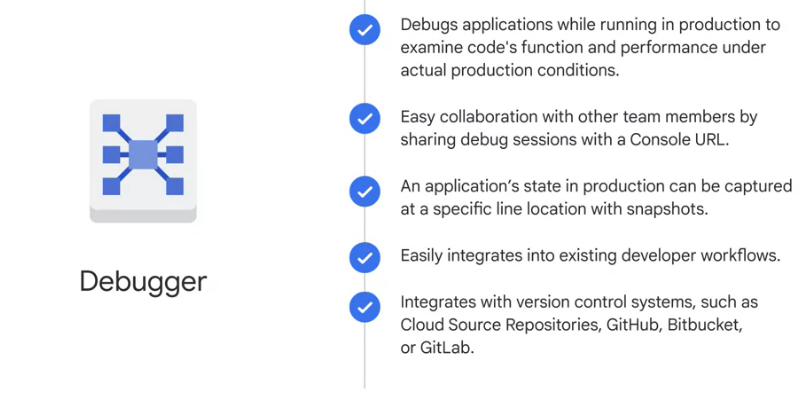 Debugs applications while running in production to
examine code's function and performance under
actual production conditions.
Easy collaboration with other team members by
sharing debug sessions with a Console URL.
An application’s state in production can be captured
at a specific line location with snapshots.
Easily integrates into existing developer workflows.
Integrates with version control systems, such as
Cloud Source Repositories, GitHub, Bitbucket,
or GitLab.
Debugger